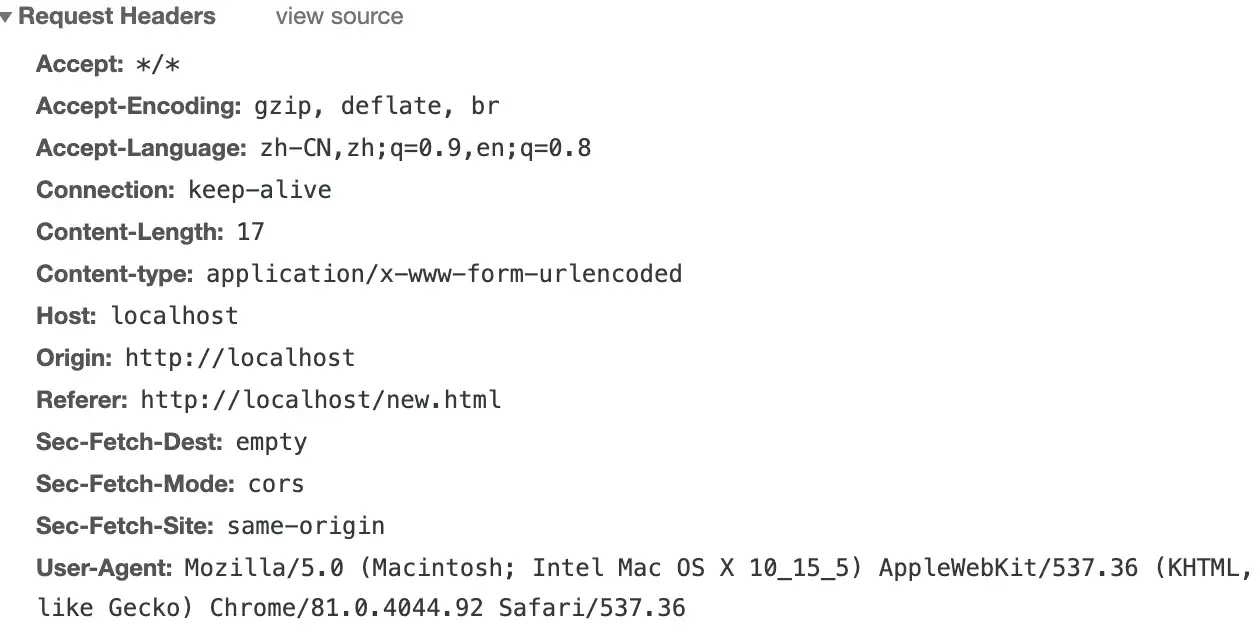 Request Headers view source
Accept: */*
Accept-Encoding: gzip, deflate, br
Accept-Language: zh-CN,zh;q=0.9,en;q=0.8
Connection: keep-alive
Content-Length: 17
Content-type: application/x-www-form-urlencoded
Host: localhost
Origin: http://localhost
Referer: http://localhost/new.html
Sec-Fetch-Dest: empty
Sec-Fetch-Mode: cors
Sec-Fetch-Site: same-origin
User-Agent: Mozilla/5.0 (Macintosh; Intel Mac OS X 10_15_5) AppleWebKit/537.36 (KHTML,
like Gecko) Chrome/81.0.4044.92 Safari/537.36